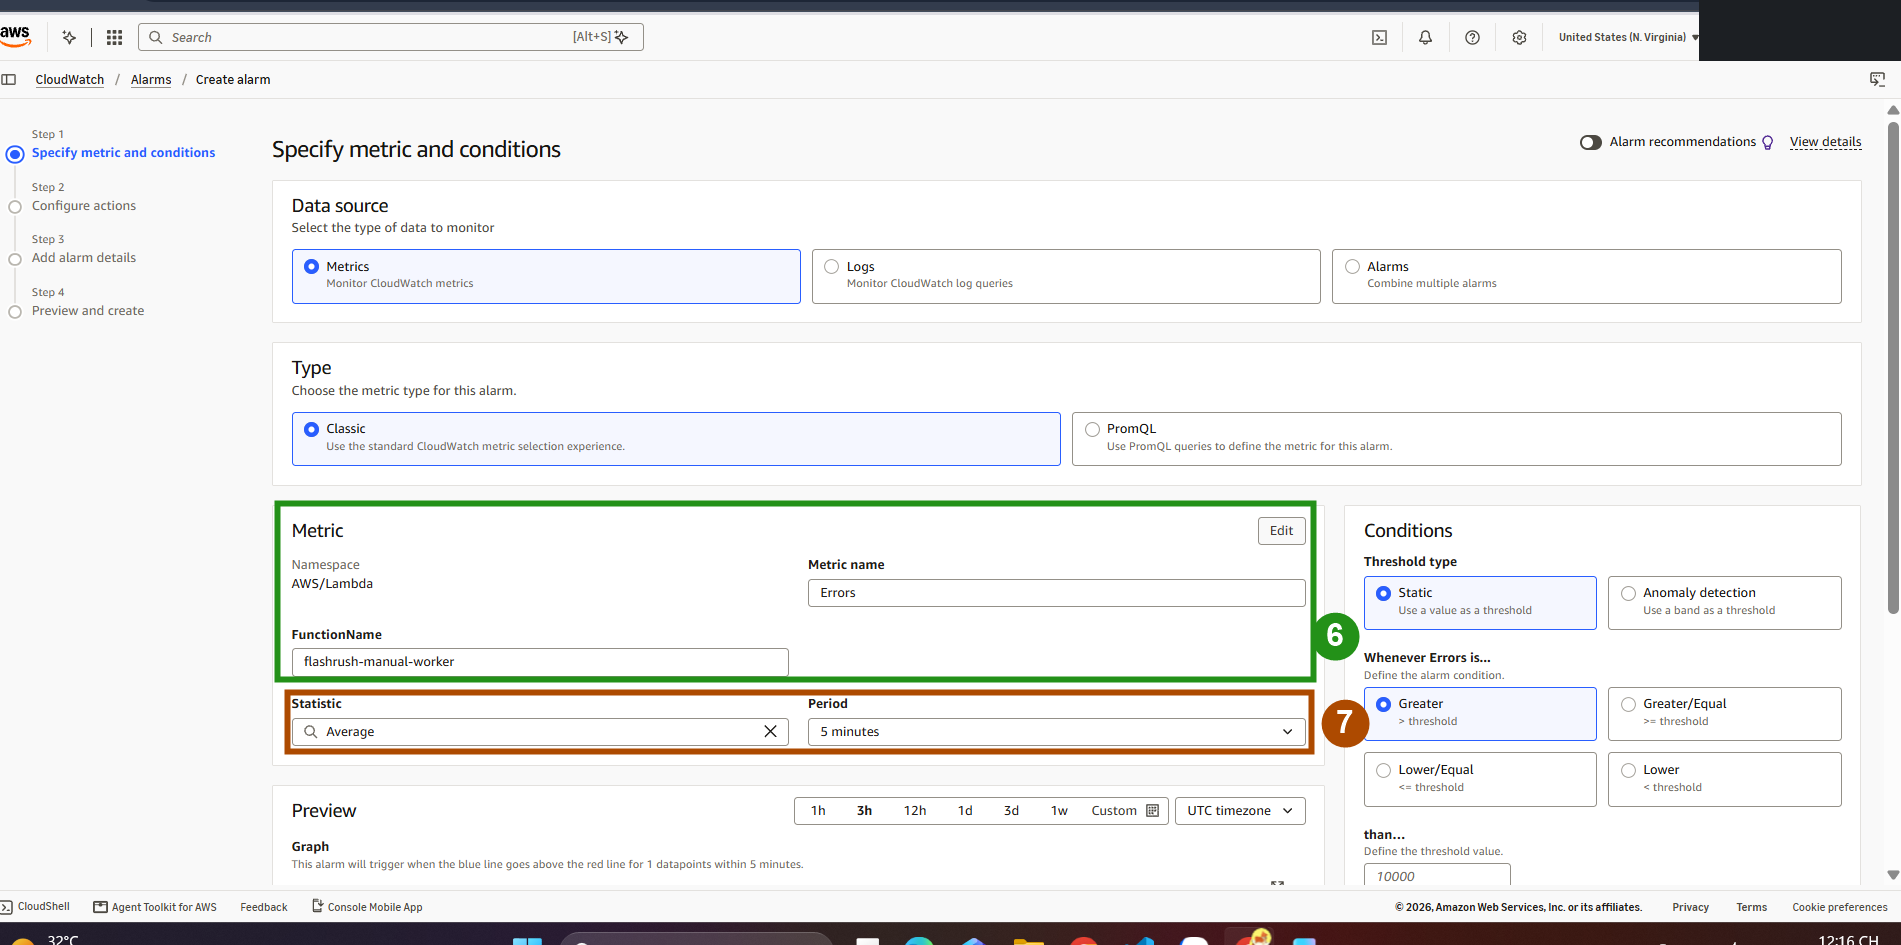 aws
Search [Alt+S]
United States (N. Virginia)
CloudWatch / Alarms / Create alarm
Step 1
Specify metric and conditions
Step 2
Configure actions
Step 3
Add alarm details
Step 4
Preview and create
Specify metric and conditions
Alarm recommendations View details
Data source
Select the type of data to monitor
Metrics
Monitor CloudWatch metrics
Logs
Monitor CloudWatch log queries
Alarms
Combine multiple alarms
Type
Choose the metric type for this alarm.
Classic
Use the standard CloudWatch metric selection experience.
PromQL
Use PromQL queries to define the metric for this alarm.
Metric
Edit
Namespace
AWS/Lambda
Metric name
Errors
FunctionName
flashrush-manual-worker
6
Statistic
Average
Period
5 minutes
7
Conditions
Threshold type
Static
Use a value as a threshold
Anomaly detection
Use a band as a threshold
Whenever Errors is...
Define the alarm condition.
Greater
> threshold
Greater/Equal
>= threshold
Lower/Equal
<= threshold
Lower
< threshold
than...
Define the threshold value.
10000
Preview
1h 3h 12h 1d 3d 1w Custom UTC timezone
Graph
This alarm will trigger when the blue line goes above the red line for 1 datapoints within 5 minutes.
CloudShell Agent Toolkit for AWS Feedback Console Mobile App
© 2026, Amazon Web Services, Inc. or its affiliates. Privacy Terms Cookie preferences
32°C
12:16 CH